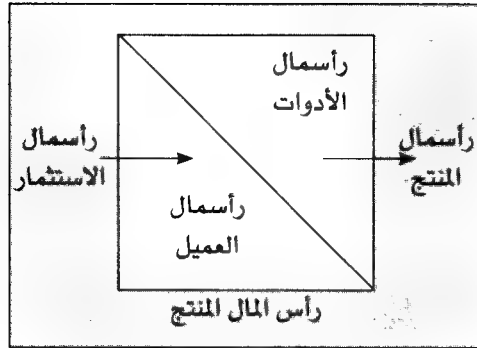 رأسمال
الأدوات
رأسمال
المنتج
رأسمال
الاستثمار
رأسمال
العميل
رأس المال المنتج